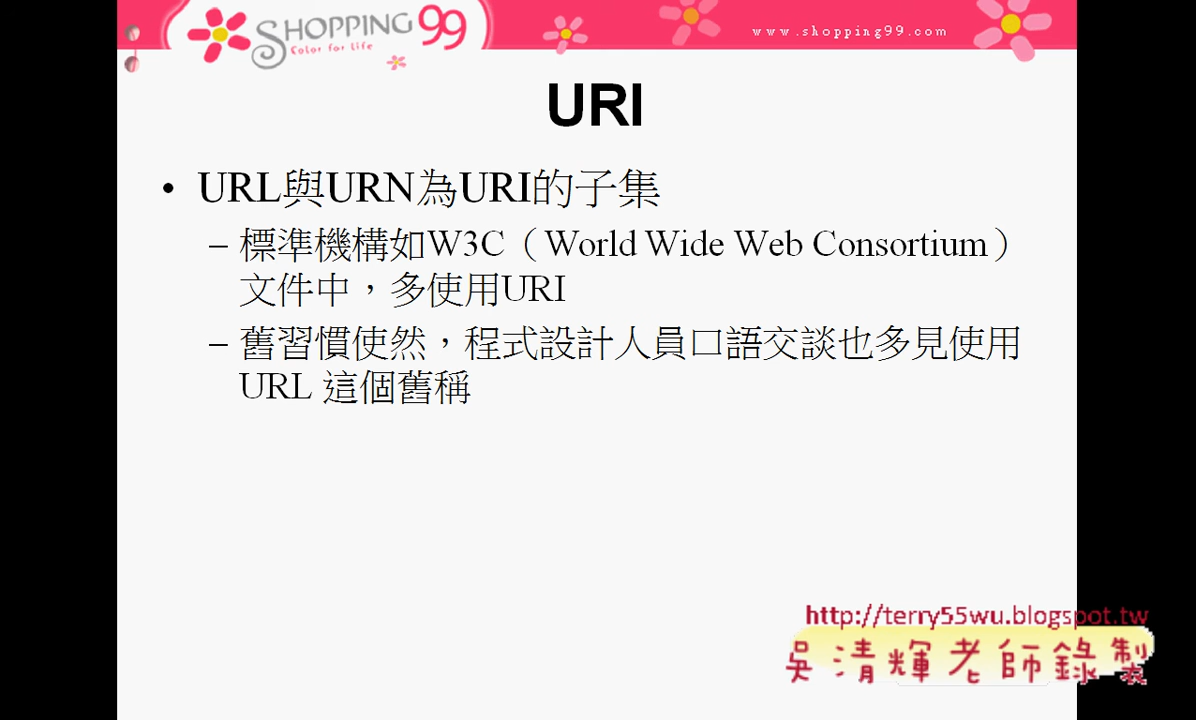 SHOPPING 99
Color for Life
www.shopping99.com
URI
• URL與URN為URI的子集
– 標準機構如W3C（World Wide Web Consortium）
文件中，多使用URI
– 舊習慣使然，程式設計人員口語交談也多見使用
URL 這個舊稱
http://terry55wu.blogspot.tw
吳清輝老師錄製